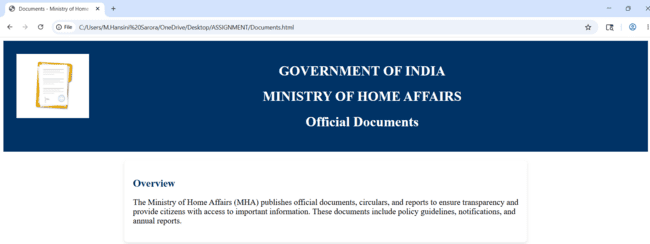 Documents - Ministry of Home
File
C:/Users/M.Hansini%20Sarora/OneDrive/Desktop/ASSIGNMENT/Documents.html
GOVERNMENT OF INDIA
MINISTRY OF HOME AFFAIRS
Official Documents
Overview
The Ministry of Home Affairs (MHA) publishes official documents, circulars, and reports to ensure transparency and
provide citizens with access to important information. These documents include policy guidelines, notifications, and
annual reports.